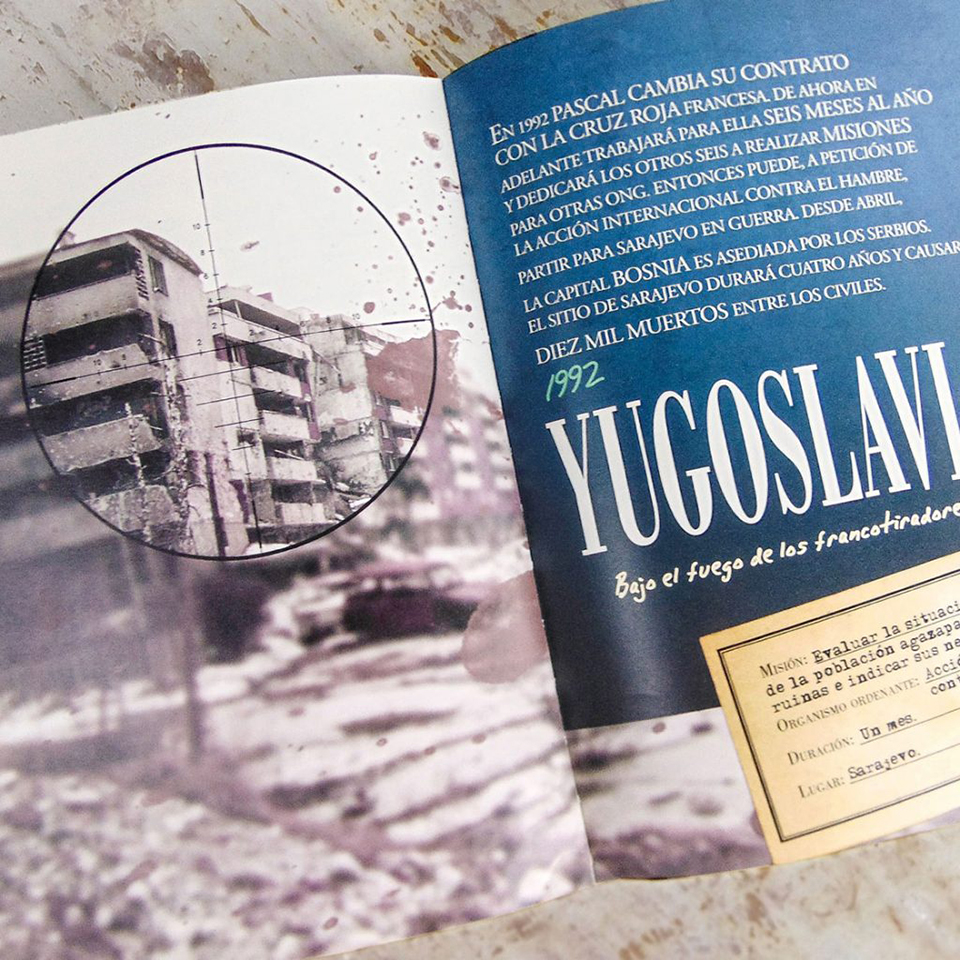 EN 1992 PASCAL CAMBIA SU CONTRATO
CON LA CRUZ ROJA FRANCESA. DE AHORA EN
ADELANTE TRABAJARÁ PARA ELLA SEIS MESES AL AÑO
Y DEDICARÁ LOS OTROS SEIS A REALIZAR MISIONES
PARA OTRAS ONG. ENTONCES PUEDE, A PETICIÓN DE
LA ACCIÓN INTERNACIONAL CONTRA EL HAMBRE,
PARTIR PARA SARAJEVO EN GUERRA. DESDE ABRIL,
LA CAPITAL BOSNIA ES ASEDIADA POR LOS SERBIOS.
EL SITIO DE SARAJEVO DURARÁ CUATRO AÑOS Y CAUSAR
DIEZ MIL MUERTOS ENTRE LOS CIVILES.
1992
YUGOSLAVI
Bajo el fuego de los francotiradore
MISIÓN: Evaluar la situaci
de la población agazapa
ruinas e indicar sus ne
ORGANISMO ORDENANTE: Acció
con
DURACIÓN: Un mes.
LUGAR: Sarajevo.